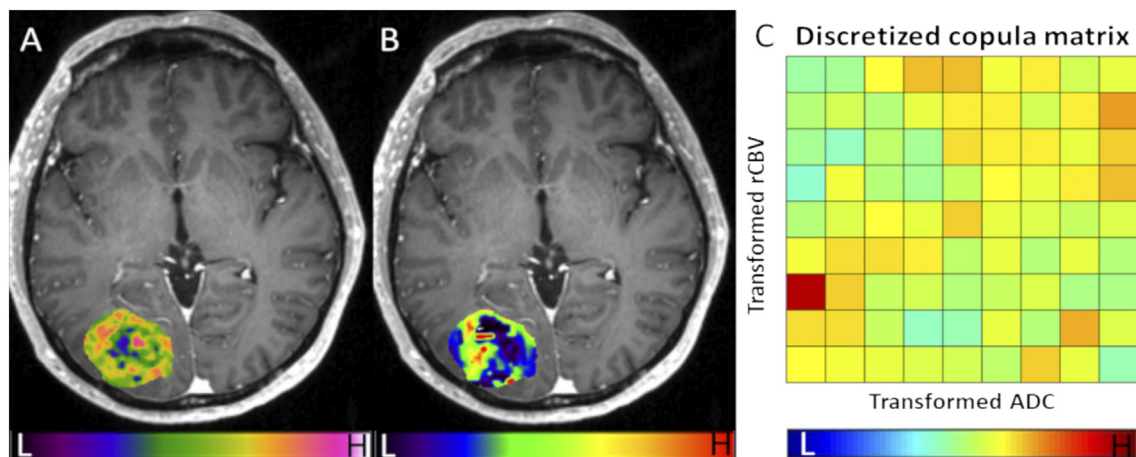 A
B
C Discretized copula matrix
Transformed rCBV
Transformed ADC
L H
L H
L H